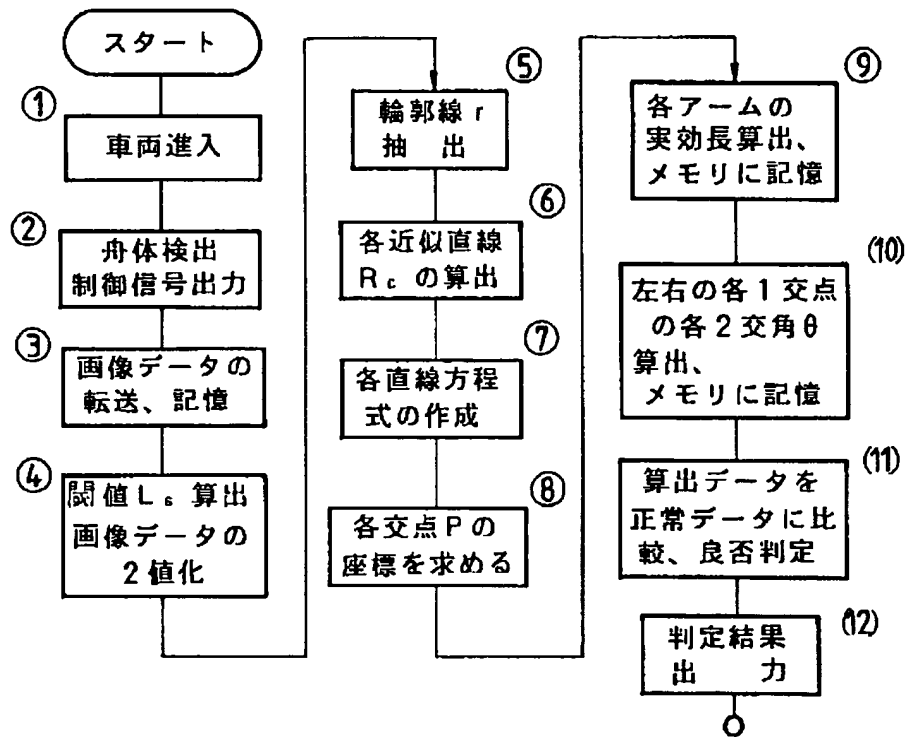 スタート
①
車両進入
②
舟体検出
制御信号出力
③
画像データの
転送、記憶
④
閾値Ls算出
画像データの
2値化
⑤
輪郭線r
抽 出
⑥
各近似直線
Rcの算出
⑦
各直線方程
式の作成
⑧
各交点Pの
座標を求める
⑨
各アームの
実効長算出、
メモリに記憶
(10)
左右の各1交点
の各2交角θ
算出、
メモリに記憶
(11)
算出データを
正常データに比
較、良否判定
(12)
判定結果
出 力